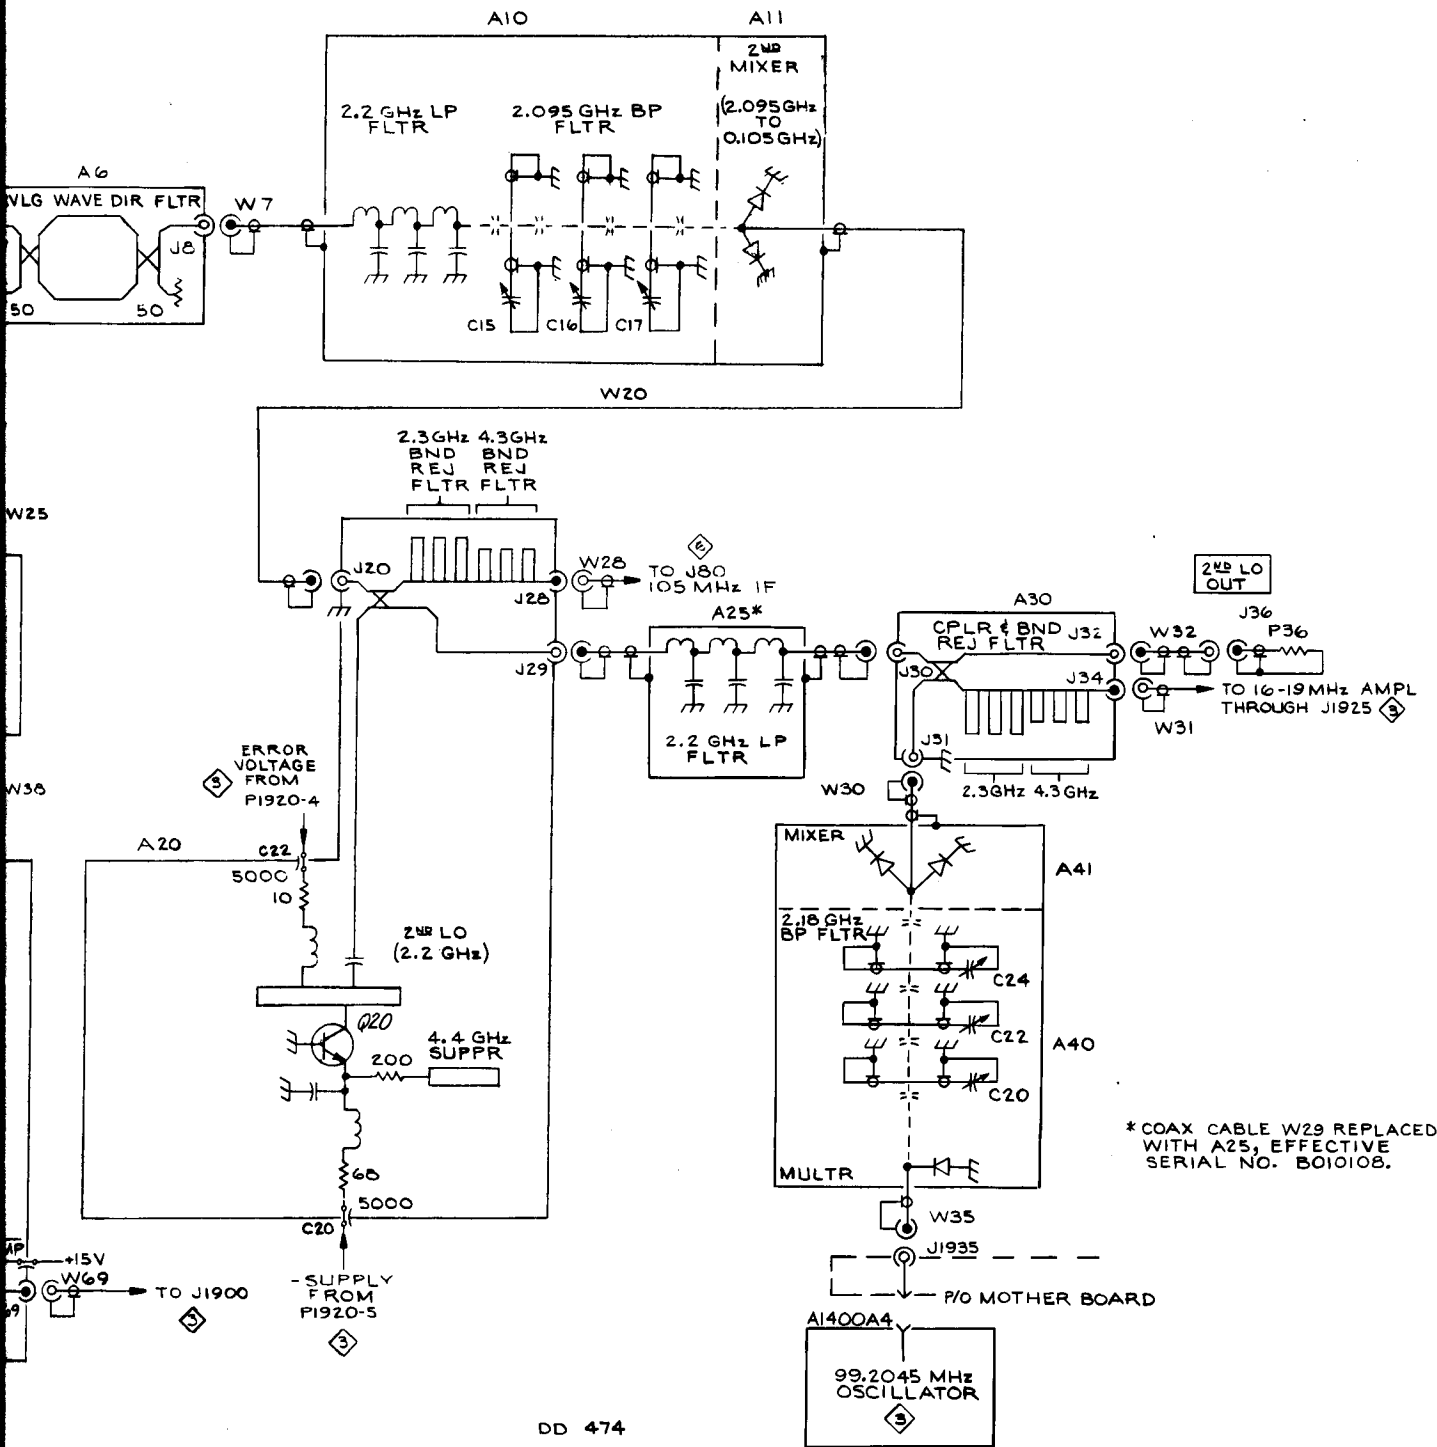 A10
A11
2ND
MIXER
(2.095GHz
TO
0.105GHz)
2.2 GHz LP
FLTR
2.095 GHz BP
FLTR
A6
VLG WAVE DIR FLTR
W7
J8
50
50
C15
C16
C17
W20
2.3GHz
BND
REJ
FLTR
4.3GHz
BND
REJ
FLTR
W25
J20
J28
W28
TO J80
105 MHz IF
J29
A25*
2.2 GHz LP
FLTR
A30
CPLR & BND
REJ FLTR
J30
J32
J34
J31
2.3GHz 4.3GHz
2ND LO
OUT
W32
J36
P36
TO 16-19MHz AMPL
THROUGH J1925
3
W31
W30
ERROR
VOLTAGE
FROM
P1920-4
3
W38
A20
C22
5000
10
2ND LO
(2.2 GHz)
Q20
4.4 GHz
SUPPR
200
68
5000
C20
-SUPPLY
FROM
P1920-5
3
MIXER
A41
2.18 GHz
BP FLTR
C24
C22
C20
A40
MULTR
* COAX CABLE W29 REPLACED
WITH A25, EFFECTIVE
SERIAL NO. B010108.
W35
J1935
P/O MOTHER BOARD
A1400A4
99.2045 MHz
OSCILLATOR
3
+15V
W69
TO J1900
3
DD 474